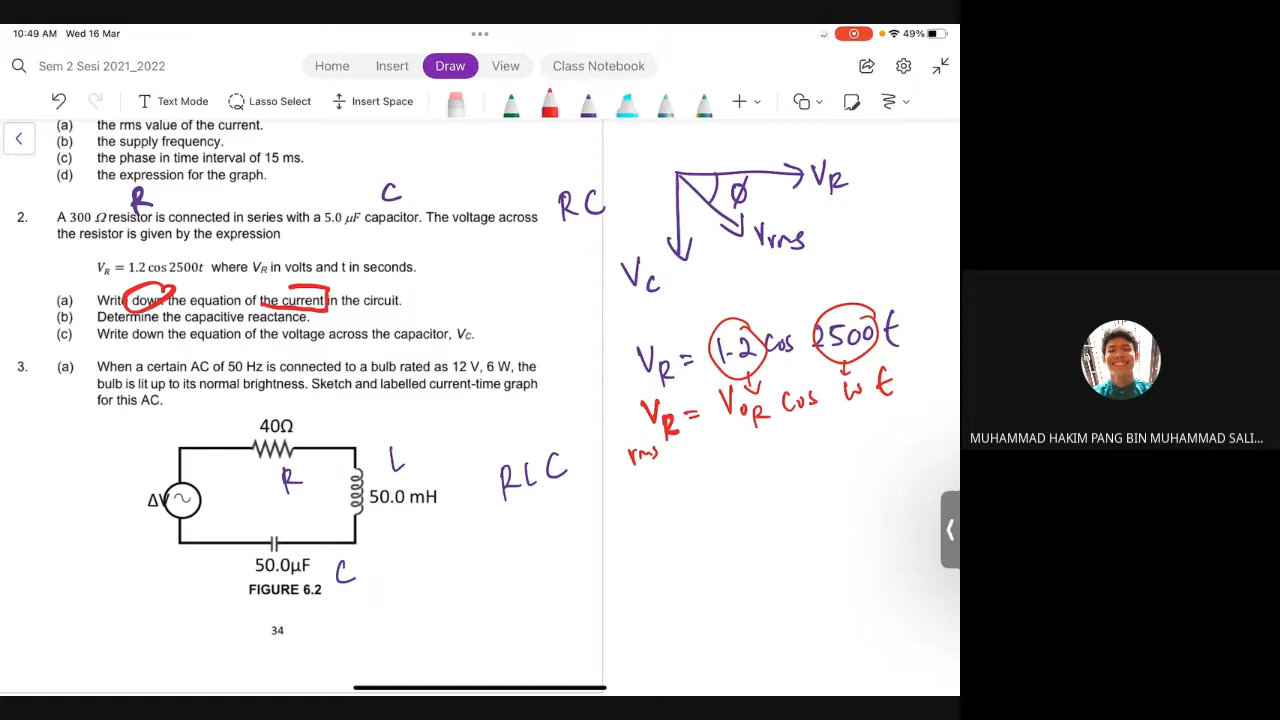 10:49 AM Wed 16 Mar
49%
Sem 2 Sesi 2021_2022
Home Insert Draw View Class Notebook
Text Mode Lasso Select Insert Space
(a) the rms value of the current.
(b) the supply frequency.
(c) the phase in time interval of 15 ms.
(d) the expression for the graph.
R C RC
2. A 300 Ω resistor is connected in series with a 5.0 μF capacitor. The voltage across
the resistor is given by the expression
V_R = 1.2 cos 2500t where V_R in volts and t in seconds.
(a) Write down the equation of the current in the circuit.
(b) Determine the capacitive reactance.
(c) Write down the equation of the voltage across the capacitor, V_C.
3. (a) When a certain AC of 50 Hz is connected to a bulb rated as 12 V, 6 W, the
bulb is lit up to its normal brightness. Sketch and labelled current-time graph
for this AC.
40Ω
R
L
ΔV
50.0 mH
RLC
50.0μF
C
FIGURE 6.2
34
V_R
ϕ
Vrms
V_C
V_R = 1.2 cos 2500 t
V_R = V_oR cos ω t
rms
MUHAMMAD HAKIM PANG BIN MUHAMMAD SALI...